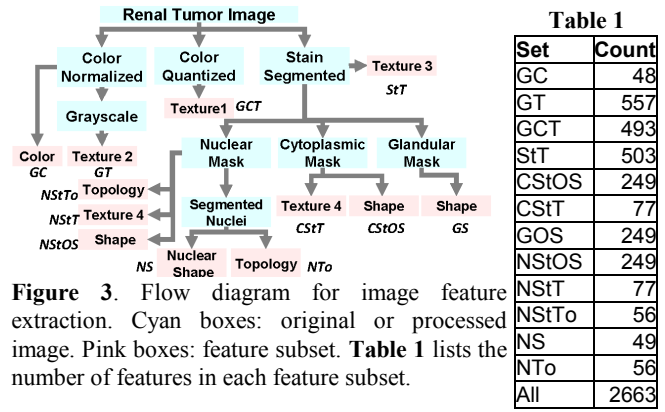 Renal Tumor Image
Color
Normalized
Color
Quantized
Stain
Segmented
Texture 3
StT
Grayscale
Texture1
GCT
Color
GC
Texture 2
GT
Nuclear
Mask
Cytoplasmic
Mask
Glandular
Mask
NStTo
Topology
NStT
Texture 4
NStOS
Shape
Segmented
Nuclei
Texture 4
CStT
Shape
CStOS
Shape
GS
NS
Nuclear
Shape
Topology
NTo
Figure 3. Flow diagram for image feature
extraction. Cyan boxes: original or processed
image. Pink boxes: feature subset. Table 1 lists the
number of features in each feature subset.
Table 1
Set Count
GC 48
GT 557
GCT 493
StT 503
CStOS 249
CStT 77
GOS 249
NStOS 249
NStT 77
NStTo 56
NS 49
NTo 56
All 2663